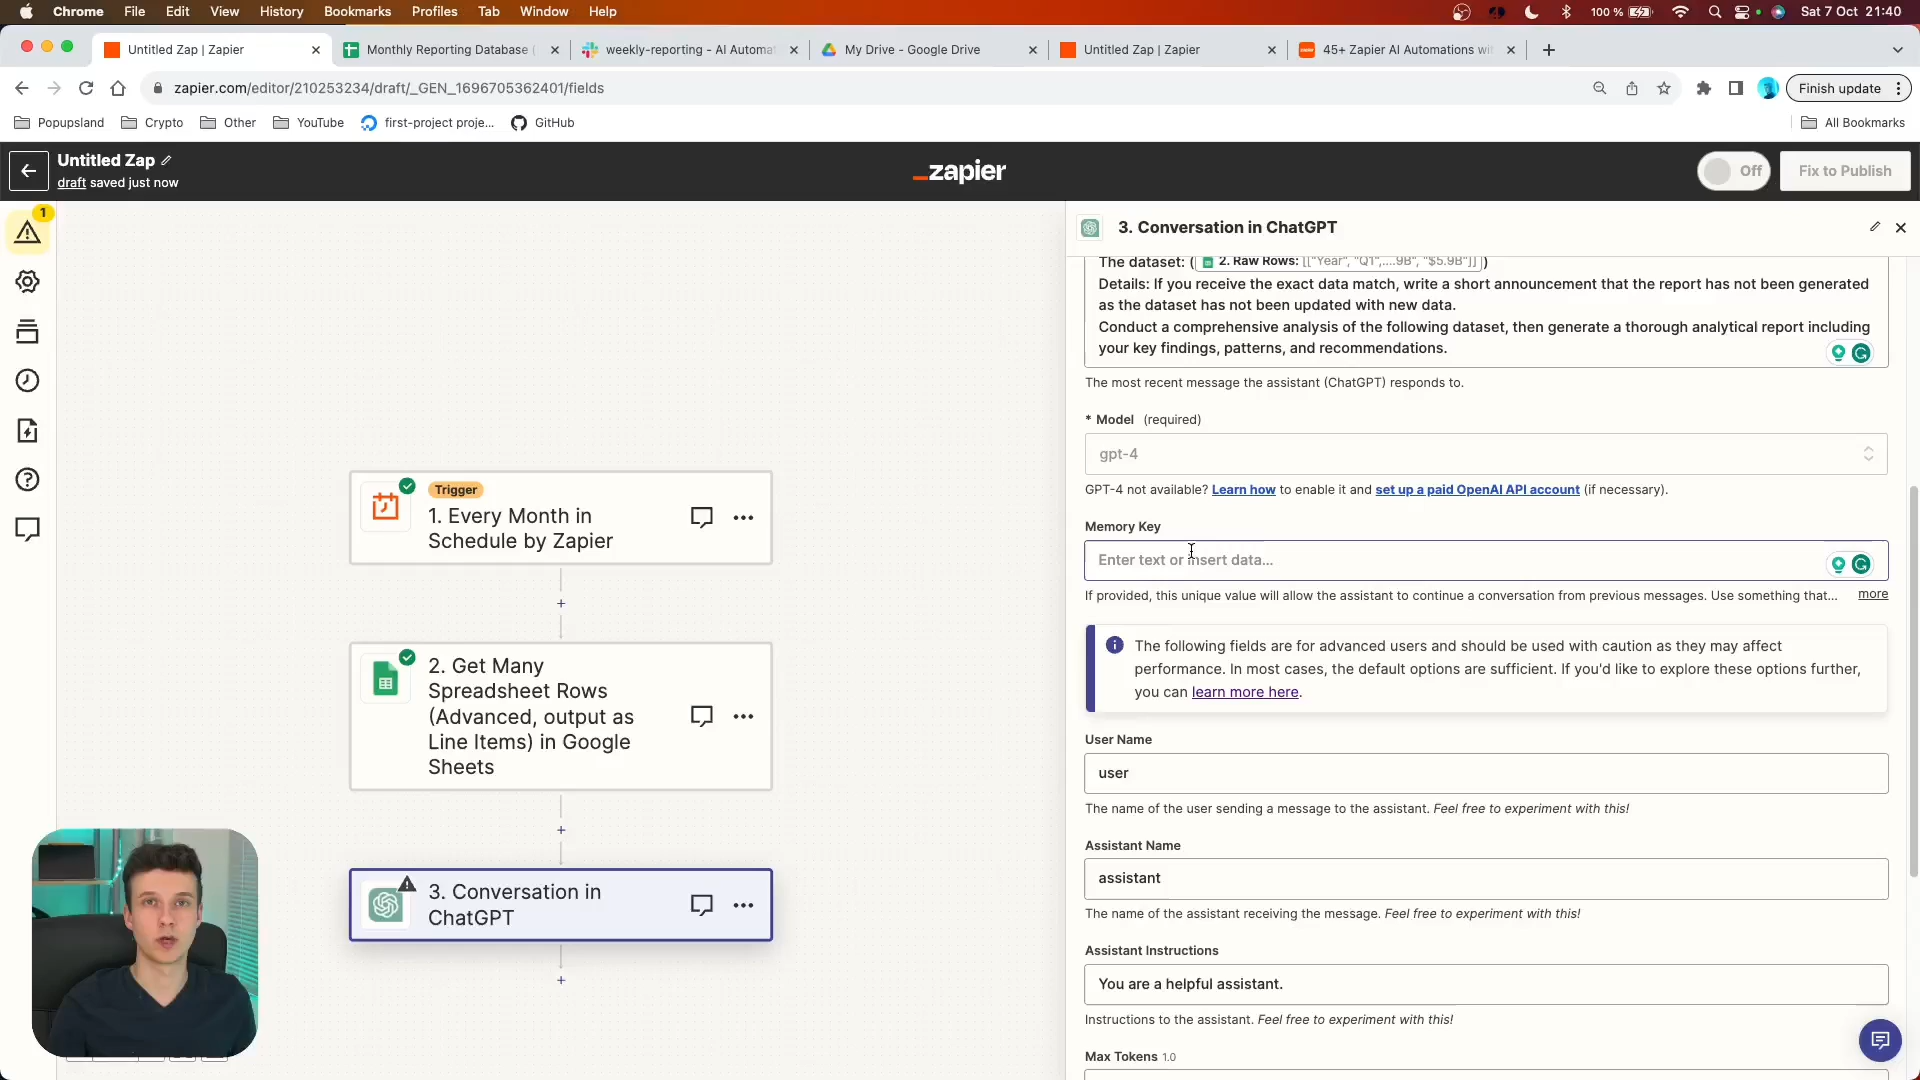 Chrome File Edit View History Bookmarks Profiles Tab Window Help 100 % Sat 7 Oct 21:40
Untitled Zap | Zapier Monthly Reporting Database ( weekly-reporting - AI Automat My Drive - Google Drive Untitled Zap | Zapier 45+ Zapier AI Automations wit
zapier.com/editor/210253234/draft/_GEN_1696705362401/fields Finish update
Popupsland Crypto Other YouTube first-project proje... GitHub All Bookmarks
Untitled Zap
draft saved just now
zapier
Off
Fix to Publish
1
Trigger
1. Every Month in
Schedule by Zapier
2. Get Many
Spreadsheet Rows
(Advanced, output as
Line Items) in Google
Sheets
3. Conversation in
ChatGPT
3. Conversation in ChatGPT
The dataset: ( 2. Raw Rows: [["Year", "Q1",....9B", "$5.9B"]] )
Details: If you receive the exact data match, write a short announcement that the report has not been generated
as the dataset has not been updated with new data.
Conduct a comprehensive analysis of the following dataset, then generate a thorough analytical report including
your key findings, patterns, and recommendations.
The most recent message the assistant (ChatGPT) responds to.
* Model (required)
gpt-4
GPT-4 not available? Learn how to enable it and set up a paid OpenAI API account (if necessary).
Memory Key
Enter text or insert data...
If provided, this unique value will allow the assistant to continue a conversation from previous messages. Use something that... more
The following fields are for advanced users and should be used with caution as they may affect
performance. In most cases, the default options are sufficient. If you'd like to explore these options further,
you can learn more here.
User Name
user
The name of the user sending a message to the assistant. Feel free to experiment with this!
Assistant Name
assistant
The name of the assistant receiving the message. Feel free to experiment with this!
Assistant Instructions
You are a helpful assistant.
Instructions to the assistant. Feel free to experiment with this!
Max Tokens 1.0